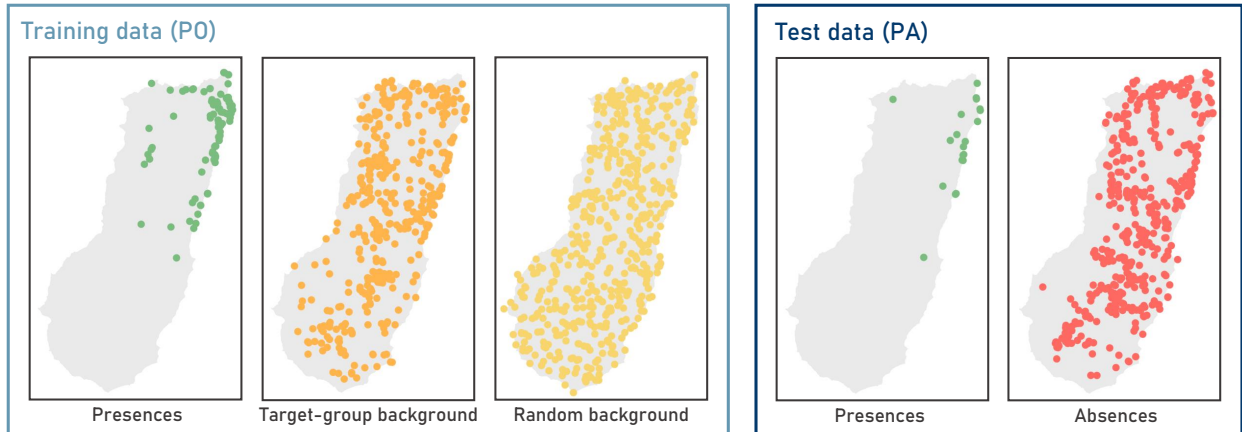 Training data (PO)
Presences
Target-group background
Random background
Test data (PA)
Presences
Absences